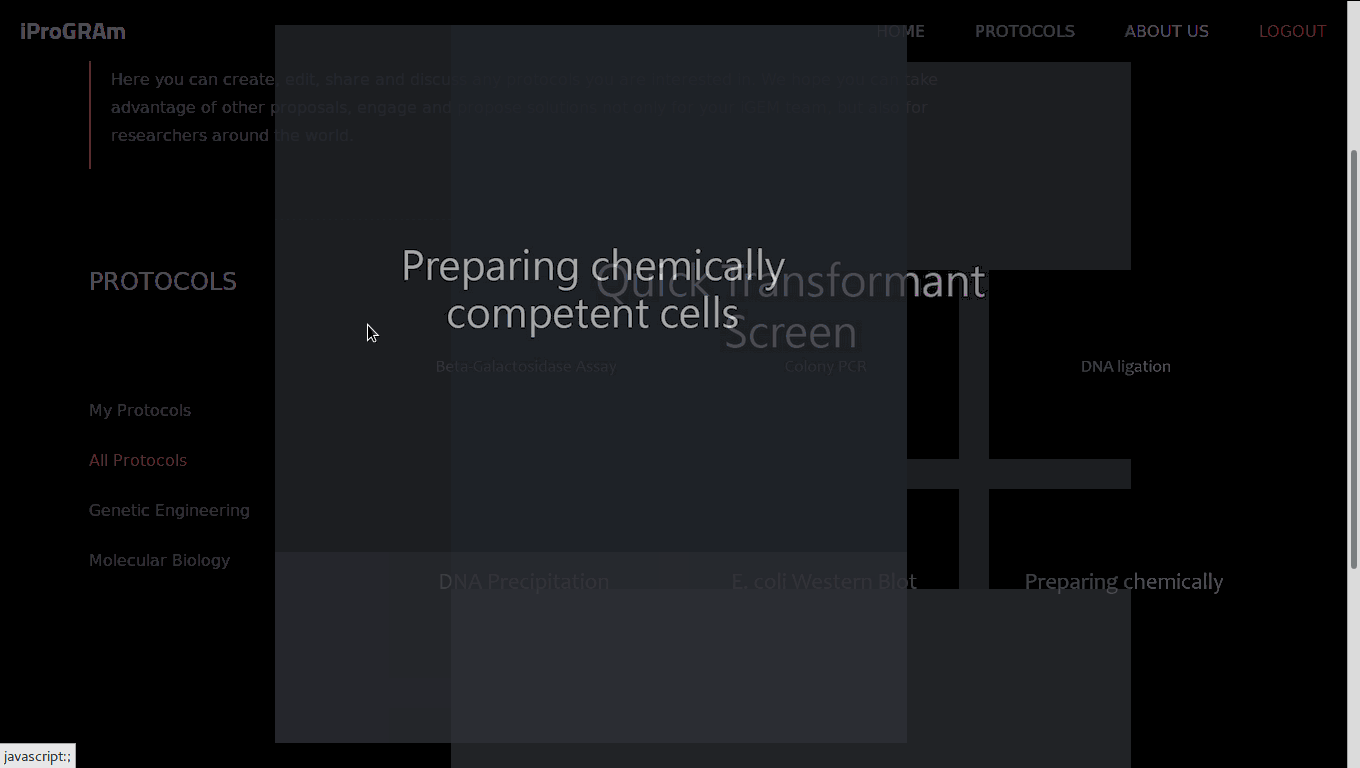 iProGRAm
HOME PROTOCOLS ABOUT US LOGOUT
Here you can create, edit, share and discuss any protocols you are interested in. We hope you can take
advantage of other proposals, engage and propose solutions not only for your iGEM team, but also for
researchers around the world.
PROTOCOLS
Preparing chemically
competent cells
Quick Transformant
Screen
Beta-Galactosidase Assay
Colony PCR
DNA ligation
My Protocols
All Protocols
Genetic Engineering
Molecular Biology
DNA Precipitation
E. coli Western Blot
Preparing chemically
javascript:;